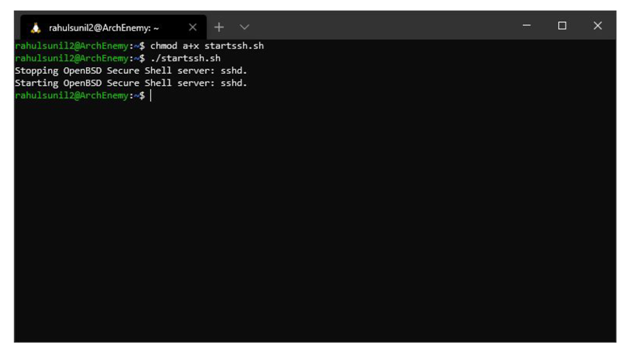 rahulsunil2@ArchEnemy: ~
rahulsunil2@ArchEnemy:~$ chmod a+x startssh.sh
rahulsunil2@ArchEnemy:~$ ./startssh.sh
Stopping OpenBSD Secure Shell server: sshd.
Starting OpenBSD Secure Shell server: sshd.
rahulsunil2@ArchEnemy:~$